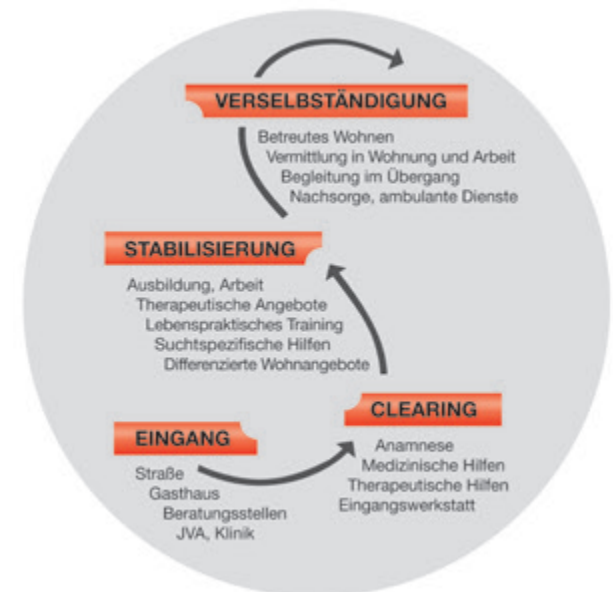 VERSELBSTÄNDIGUNG
Betreutes Wohnen
Vermittlung in Wohnung und Arbeit
Begleitung im Übergang
Nachsorge, ambulante Dienste
STABILISIERUNG
Ausbildung, Arbeit
Therapeutische Angebote
Lebenspraktisches Training
Suchtspezifische Hilfen
Differenzierte Wohnangebote
CLEARING
Anamnese
Medizinische Hilfen
Therapeutische Hilfen
Eingangswerkstatt
EINGANG
Straße
Gasthaus
Beratungsstellen
JVA, Klinik